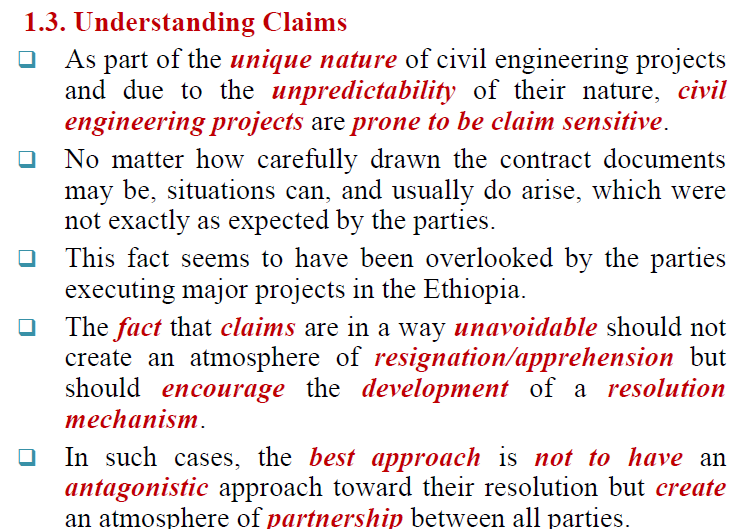 1.3. Understanding Claims
As part of the unique nature of civil engineering projects
and due to the unpredictability of their nature, civil
engineering projects are prone to be claim sensitive.
No matter how carefully drawn the contract documents
may be, situations can, and usually do arise, which were
not exactly as expected by the parties.
This fact seems to have been overlooked by the parties
executing major projects in the Ethiopia.
The fact that claims are in a way unavoidable should not
create an atmosphere of resignation/apprehension but
should encourage the development of a resolution
mechanism.
In such cases, the best approach is not to have an
antagonistic approach toward their resolution but create
an atmosphere of partnership between all parties.